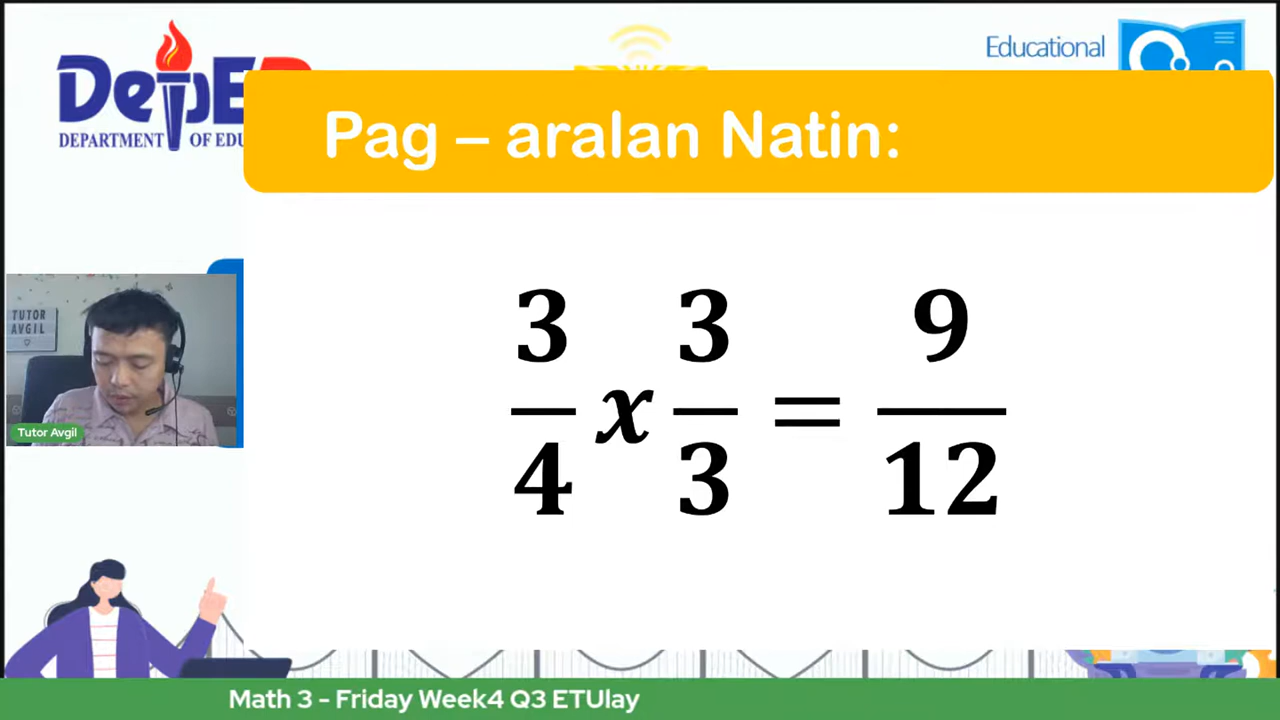 DepE
DEPARTMENT OF EDU
Educational
Pag – aralan Natin:
TUTOR
AVGIL
Tutor Avgil
3/4 x 3/3 = 9/12
Math 3 - Friday Week4 Q3 ETUlay